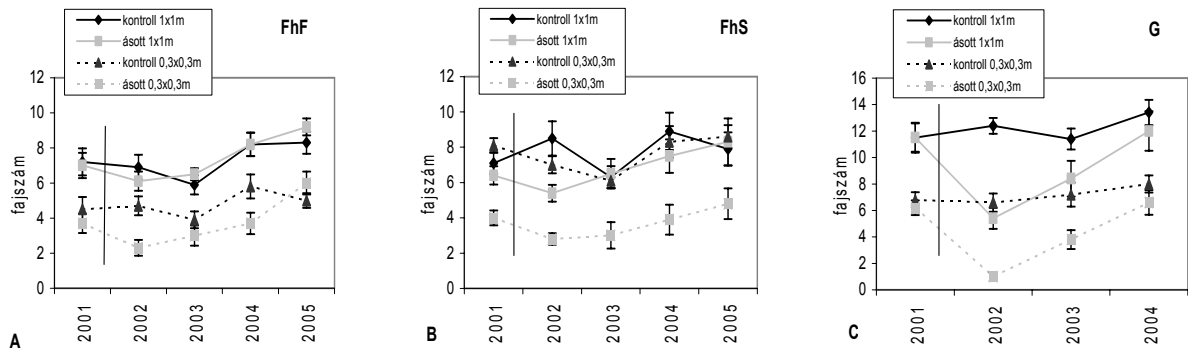 FhF
kontroll 1x1m
ásott 1x1m
kontroll 0,3x0,3m
ásott 0,3x0,3m
fajszám
12
10
8
6
4
2
0
2001
2002
2003
2004
2005
A
FhS
kontroll 1x1m
ásott 1x1m
kontroll 0,3x0,3m
ásott 0,3x0,3m
fajszám
12
10
8
6
4
2
0
2001
2002
2003
2004
2005
B
G
kontroll 1x1m
ásott 1x1m
kontroll 0,3x0,3m
ásott 0,3x0,3m
fajszám
16
14
12
10
8
6
4
2
0
2001
2002
2003
2004
C